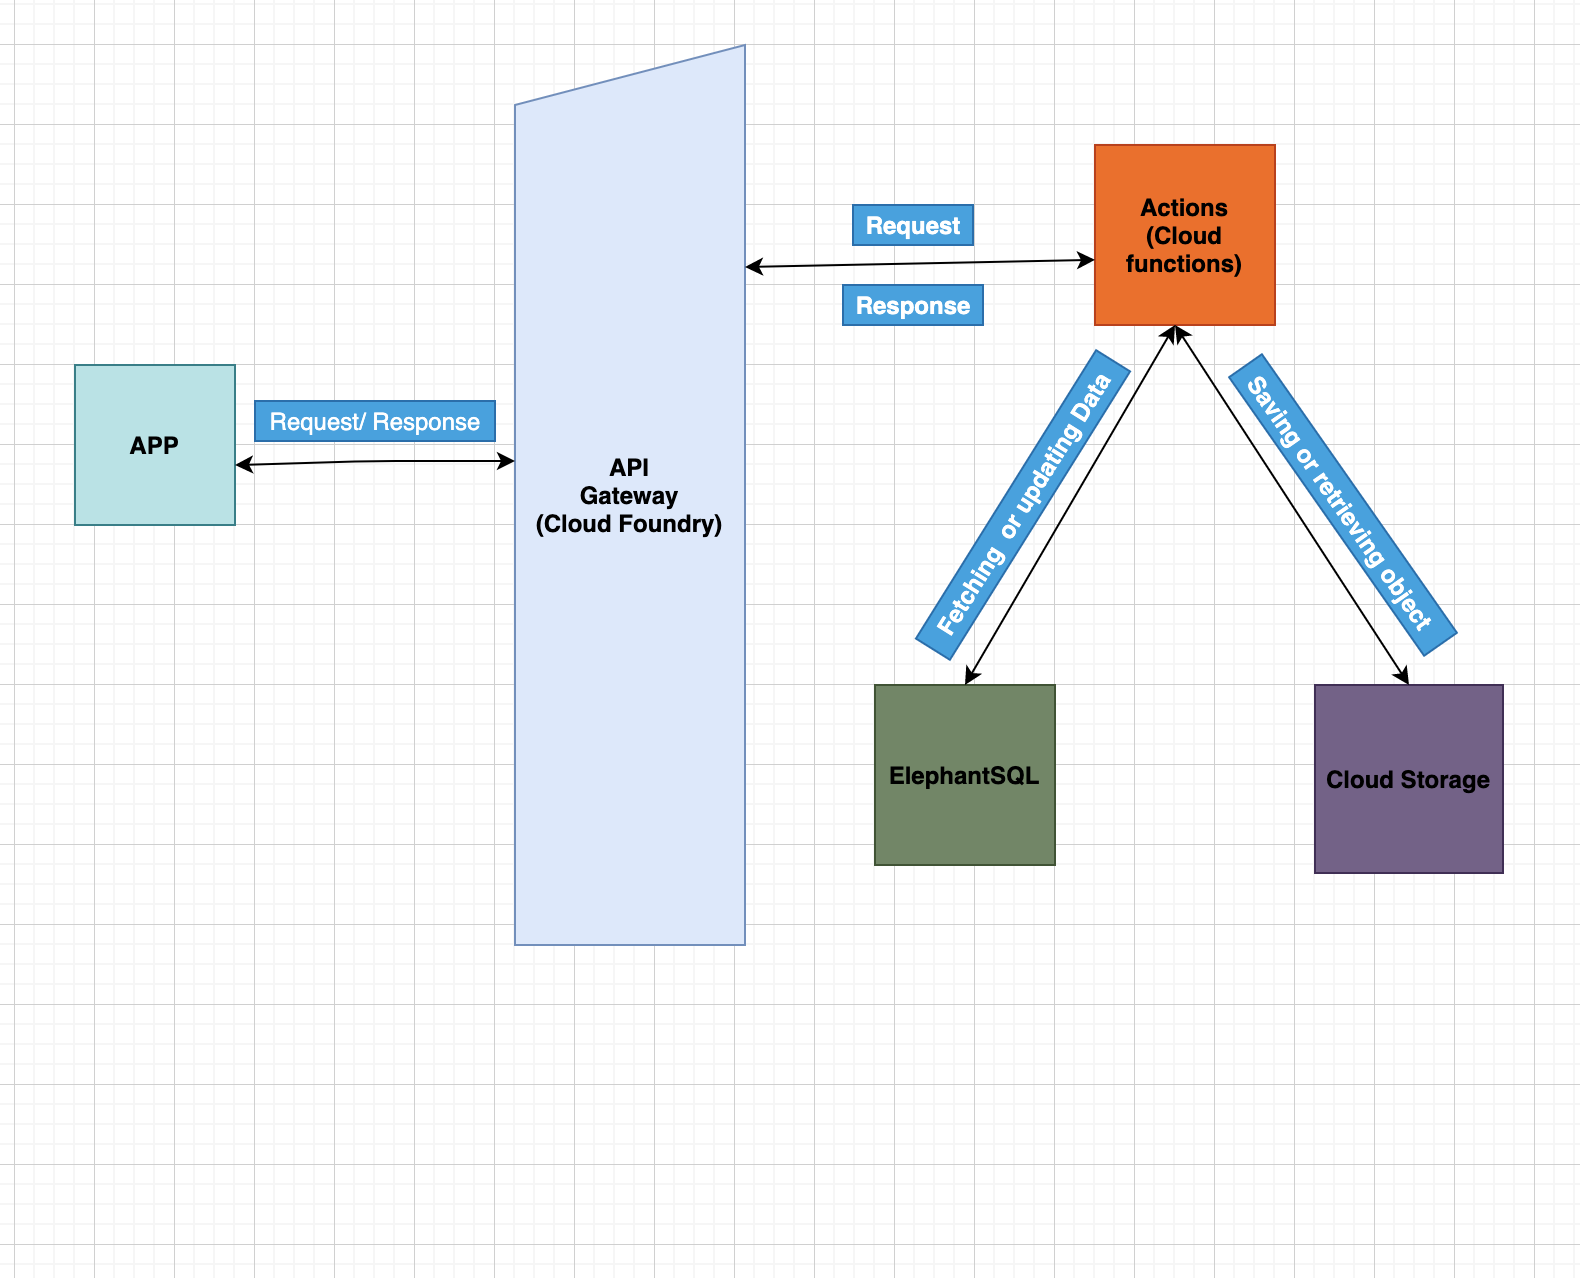 APP
Request/ Response
API
Gateway
(Cloud Foundry)
Request
Response
Actions
(Cloud
functions)
Fetching  or updating Data
Saving or retrieving object
ElephantSQL
Cloud Storage